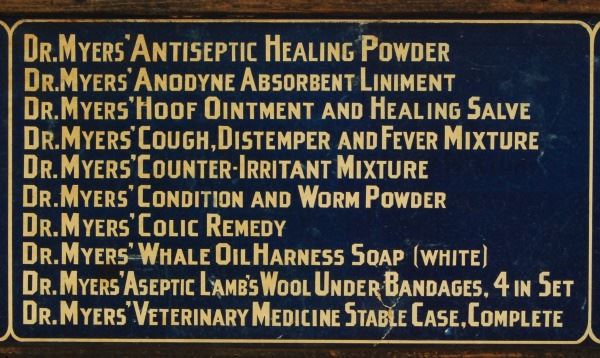 Dr. Myers' Antiseptic Healing Powder
Dr. Myers' Anodyne Absorbent Liniment
Dr. Myers' Hoof Ointment and Healing Salve
Dr. Myers' Cough, Distemper and Fever Mixture
Dr. Myers' Counter-Irritant Mixture
Dr. Myers' Condition and Worm Powder
Dr. Myers' Colic Remedy
Dr. Myers' Whale Oil Harness Soap (white)
Dr. Myers' Aseptic Lamb's Wool Under Bandages, 4 in Set
Dr. Myers' Veterinary Medicine Stable Case, Complete